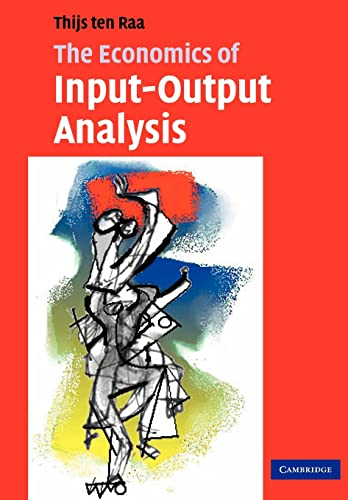 Thijs ten Raa
The Economics of
Input-Output
Analysis
CAMBRIDGE